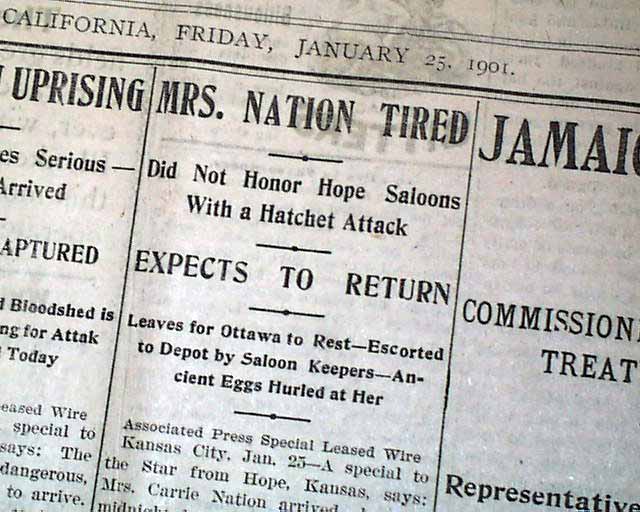 CALIFORNIA, FRIDAY, JANUARY 25, 1901.
UPRISING
Serious —
Arrived
Bloodshed is
ng for Attak
Today
eased Wire
special to
says: The
dangerous,
to arrive.
MRS. NATION TIRED
Did Not Honor Hope Saloons
With a Hatchet Attack
EXPECTS TO RETURN
Leaves for Ottawa to Rest—Escorted
to Depot by Saloon Keepers—An-
cient Eggs Hurled at Her
Associated Press Special Leased Wire
Kansas City, Jan. 25—A special to
the Star from Hope, Kansas, says:
Mrs. Carrie Nation arrived
midnight
JAMAIC
COMMISSION
TREAT
Representative